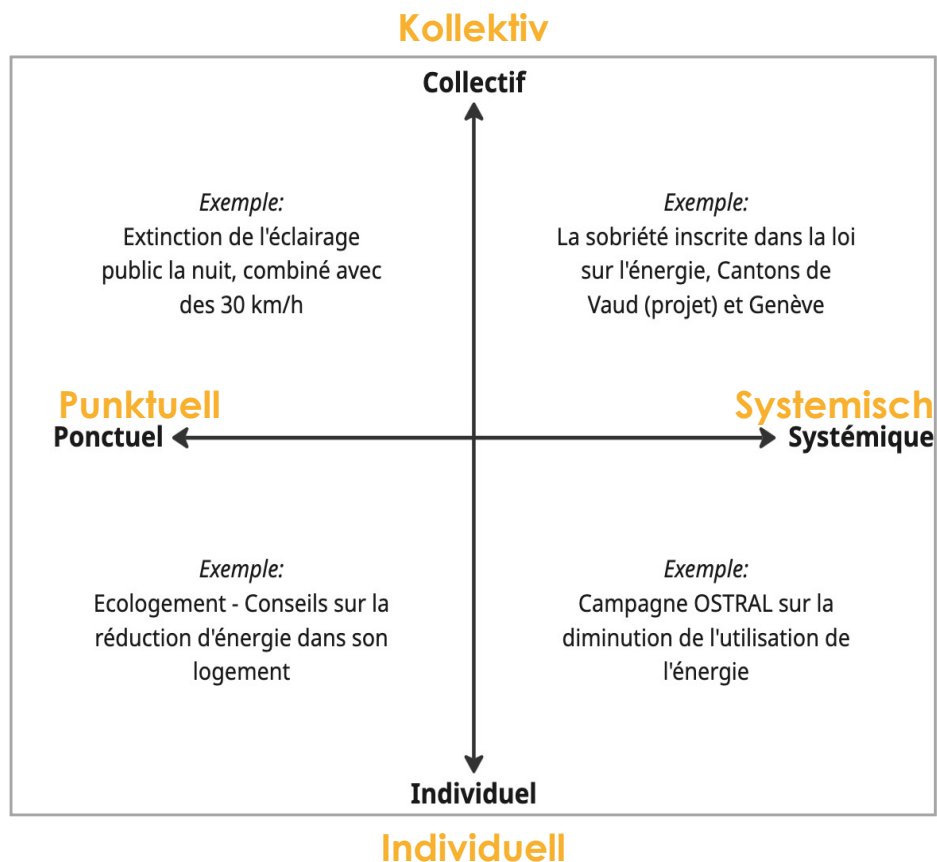 Kollektiv
Collectif
Exemple:
Extinction de l'éclairage
public la nuit, combiné avec
des 30 km/h
Exemple:
La sobriété inscrite dans la loi
sur l'énergie, Cantons de
Vaud (projet) et Genève
Punktuell
Ponctuel
Systemisch
Systémique
Exemple:
Ecologement - Conseils sur la
réduction d'énergie dans son
logement
Exemple:
Campagne OSTRAL sur la
diminution de l'utilisation de
l'énergie
Individuel
Individuell